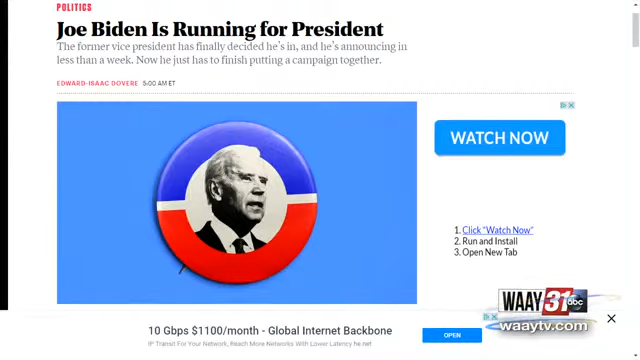 POLITICS
Joe Biden Is Running for President
The former vice president has finally decided he's in, and he's announcing in
less than a week. Now he just has to finish putting a campaign together.
EDWARD-ISAAC DOVERE 5:00 AM ET
WATCH NOW
1. Click "Watch Now"
2. Run and Install
3. Open New Tab
WAAY 31 abc
waaytv.com
10 Gbps $1100/month - Global Internet Backbone
IP Transit For Your Network, Reach More Networks With Lower Latency he.net
OPEN